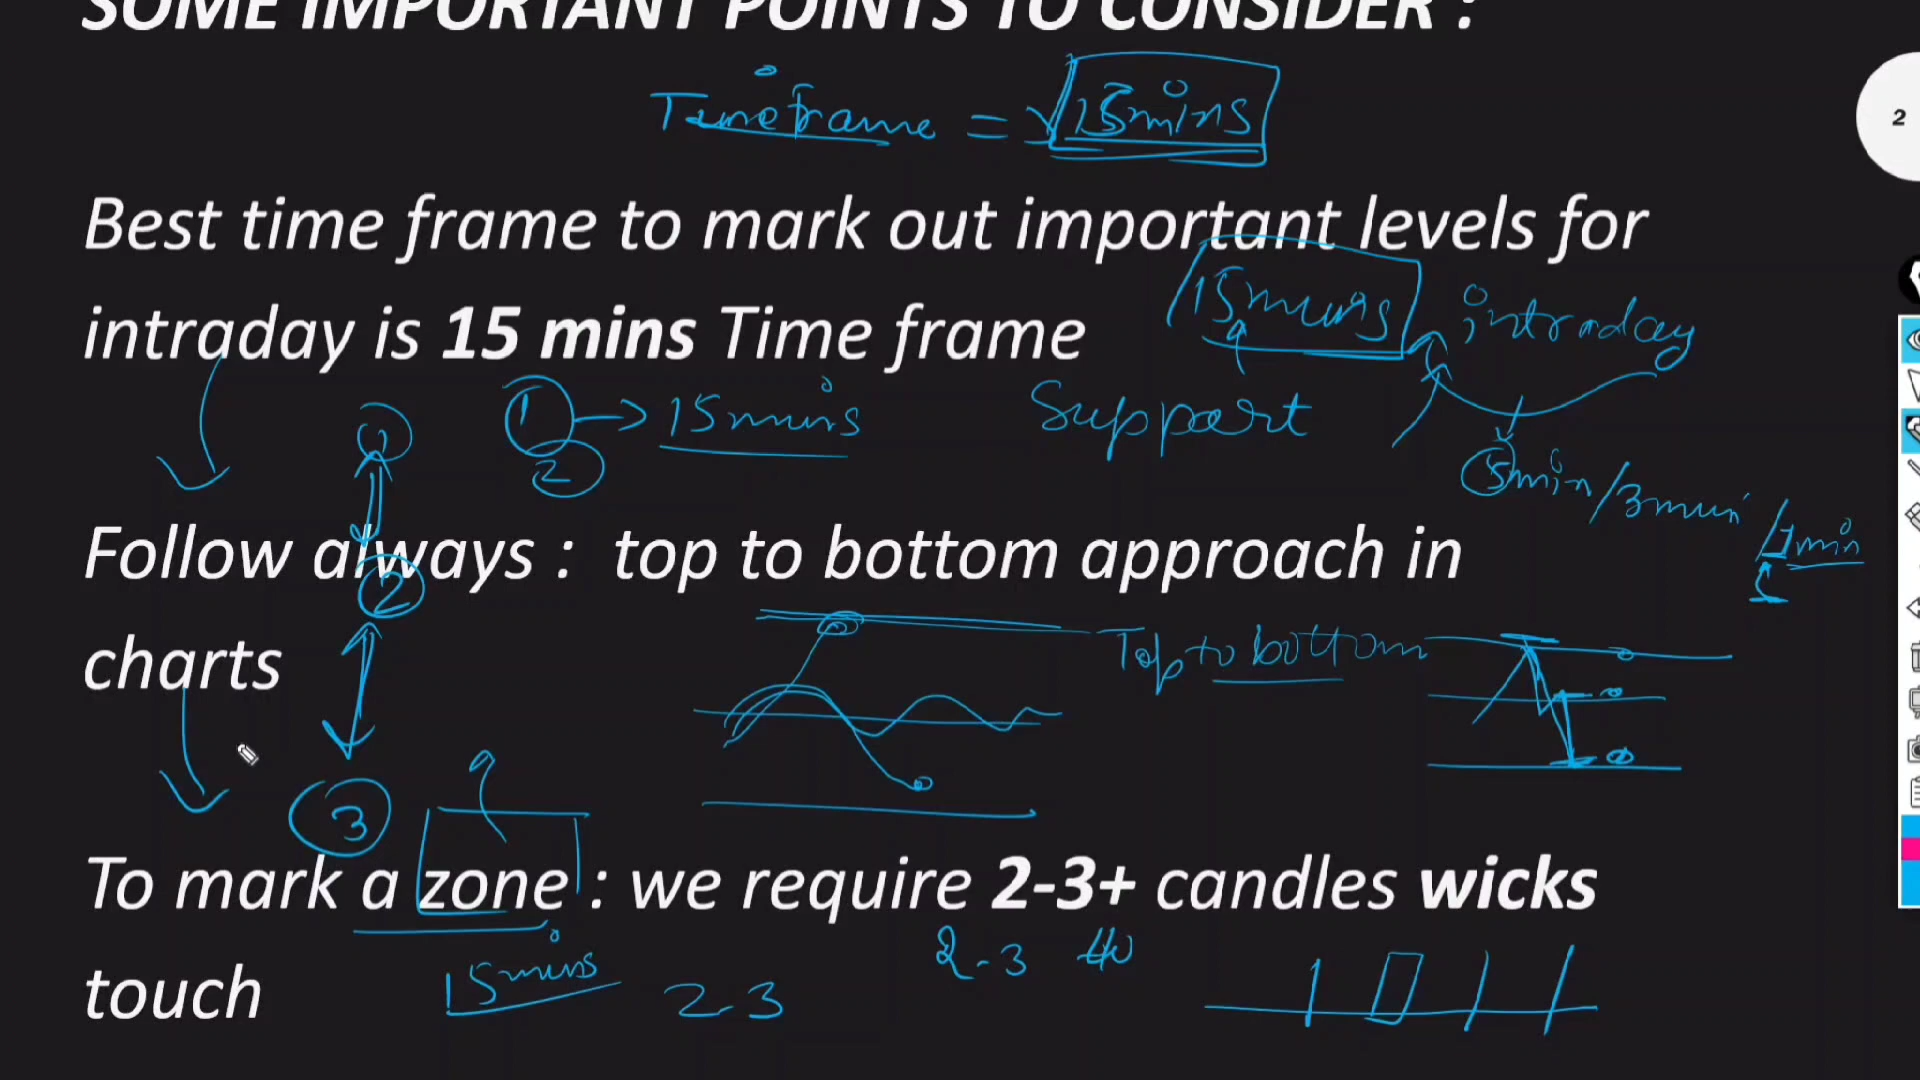 SOME IMPORTANT POINTS TO CONSIDER :
Timeframe = 15mins
2
Best time frame to mark out important levels for
intraday is 15 mins Time frame
15mins intraday
1 1 → 15mins Support
2
5min/3min/1min
Follow always : top to bottom approach in
2
charts
Top to bottom
3
To mark a zone : we require 2-3+ candles wicks
touch
15mins 2-3 2-3